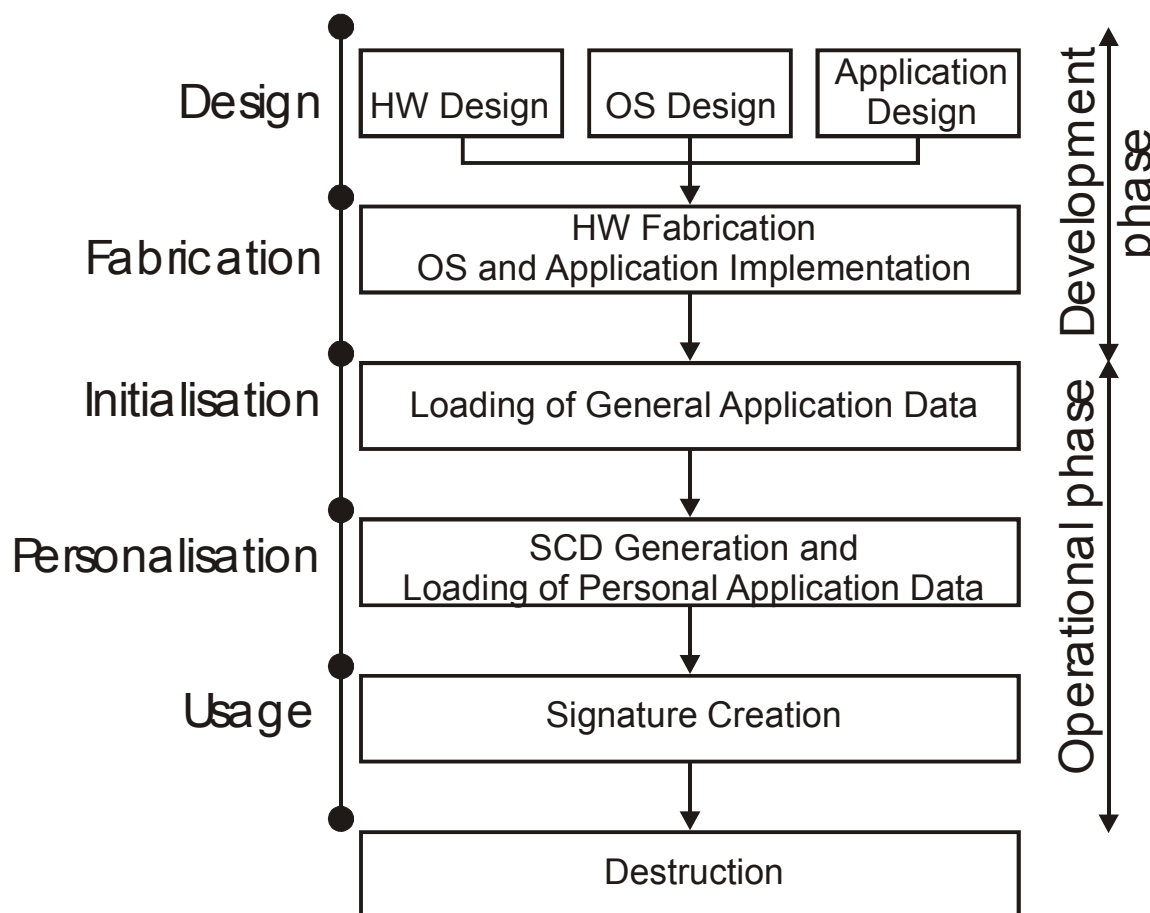 Design
HW Design
OS Design
Application
Design
Fabrication
HW Fabrication
OS and Application Implementation
Development
phase
Initialisation
Loading of General Application Data
Personalisation
SCD Generation and
Loading of Personal Application Data
Usage
Signature Creation
Operational phase
Destruction